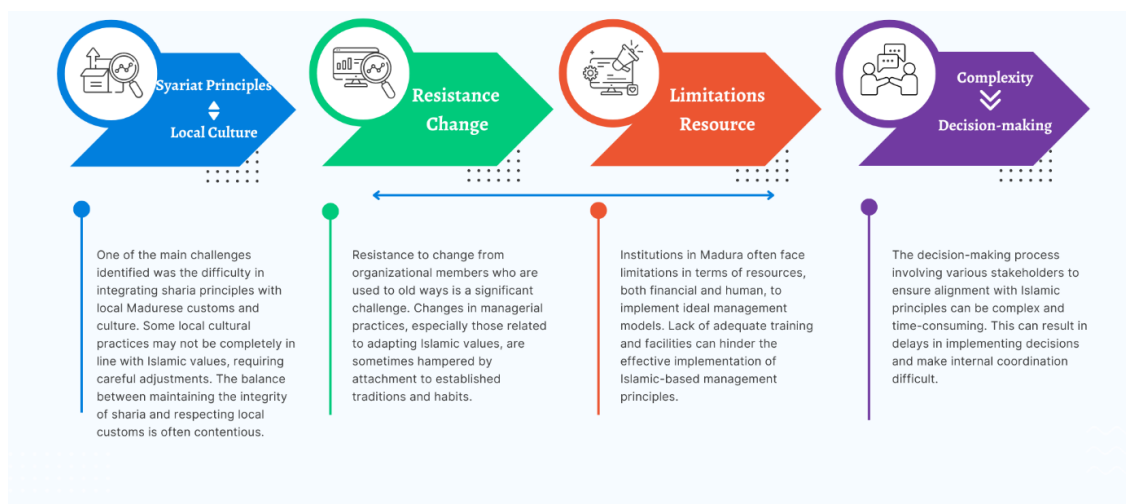 Syariat Principles
Local Culture
Resistance
Change
Limitations
Resource
Complexity
Decision-making
One of the main challenges
identified was the difficulty in
integrating sharia principles with
local Madurese customs and
culture. Some local cultural
practices may not be completely in
line with Islamic values, requiring
careful adjustments. The balance
between maintaining the integrity
of sharia and respecting local
customs is often contentious.
Resistance to change from
organizational members who are
used to old ways is a significant
challenge. Changes in managerial
practices, especially those related
to adapting Islamic values, are
sometimes hampered by
attachment to established
traditions and habits.
Institutions in Madura often face
limitations in terms of resources,
both financial and human, to
implement ideal management
models. Lack of adequate training
and facilities can hinder the
effective implementation of
Islamic-based management
principles.
The decision-making process
involving various stakeholders to
ensure alignment with Islamic
principles can be complex and
time-consuming. This can result in
delays in implementing decisions
and make internal coordination
difficult.